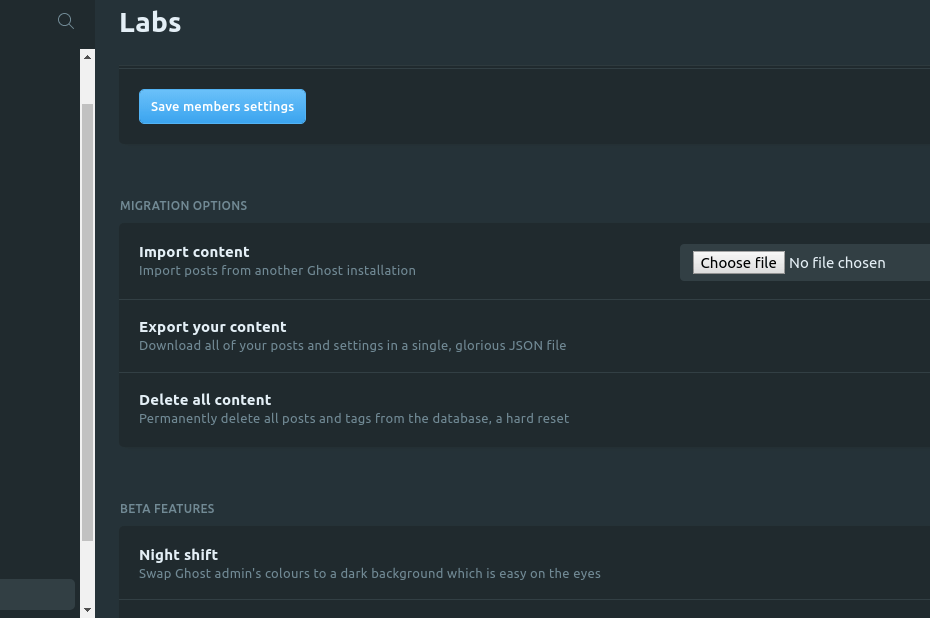 Labs
Save members settings
MIGRATION OPTIONS
Import content
Import posts from another Ghost installation
Choose file No file chosen
Export your content
Download all of your posts and settings in a single, glorious JSON file
Delete all content
Permanently delete all posts and tags from the database, a hard reset
BETA FEATURES
Night shift
Swap Ghost admin's colours to a dark background which is easy on the eyes